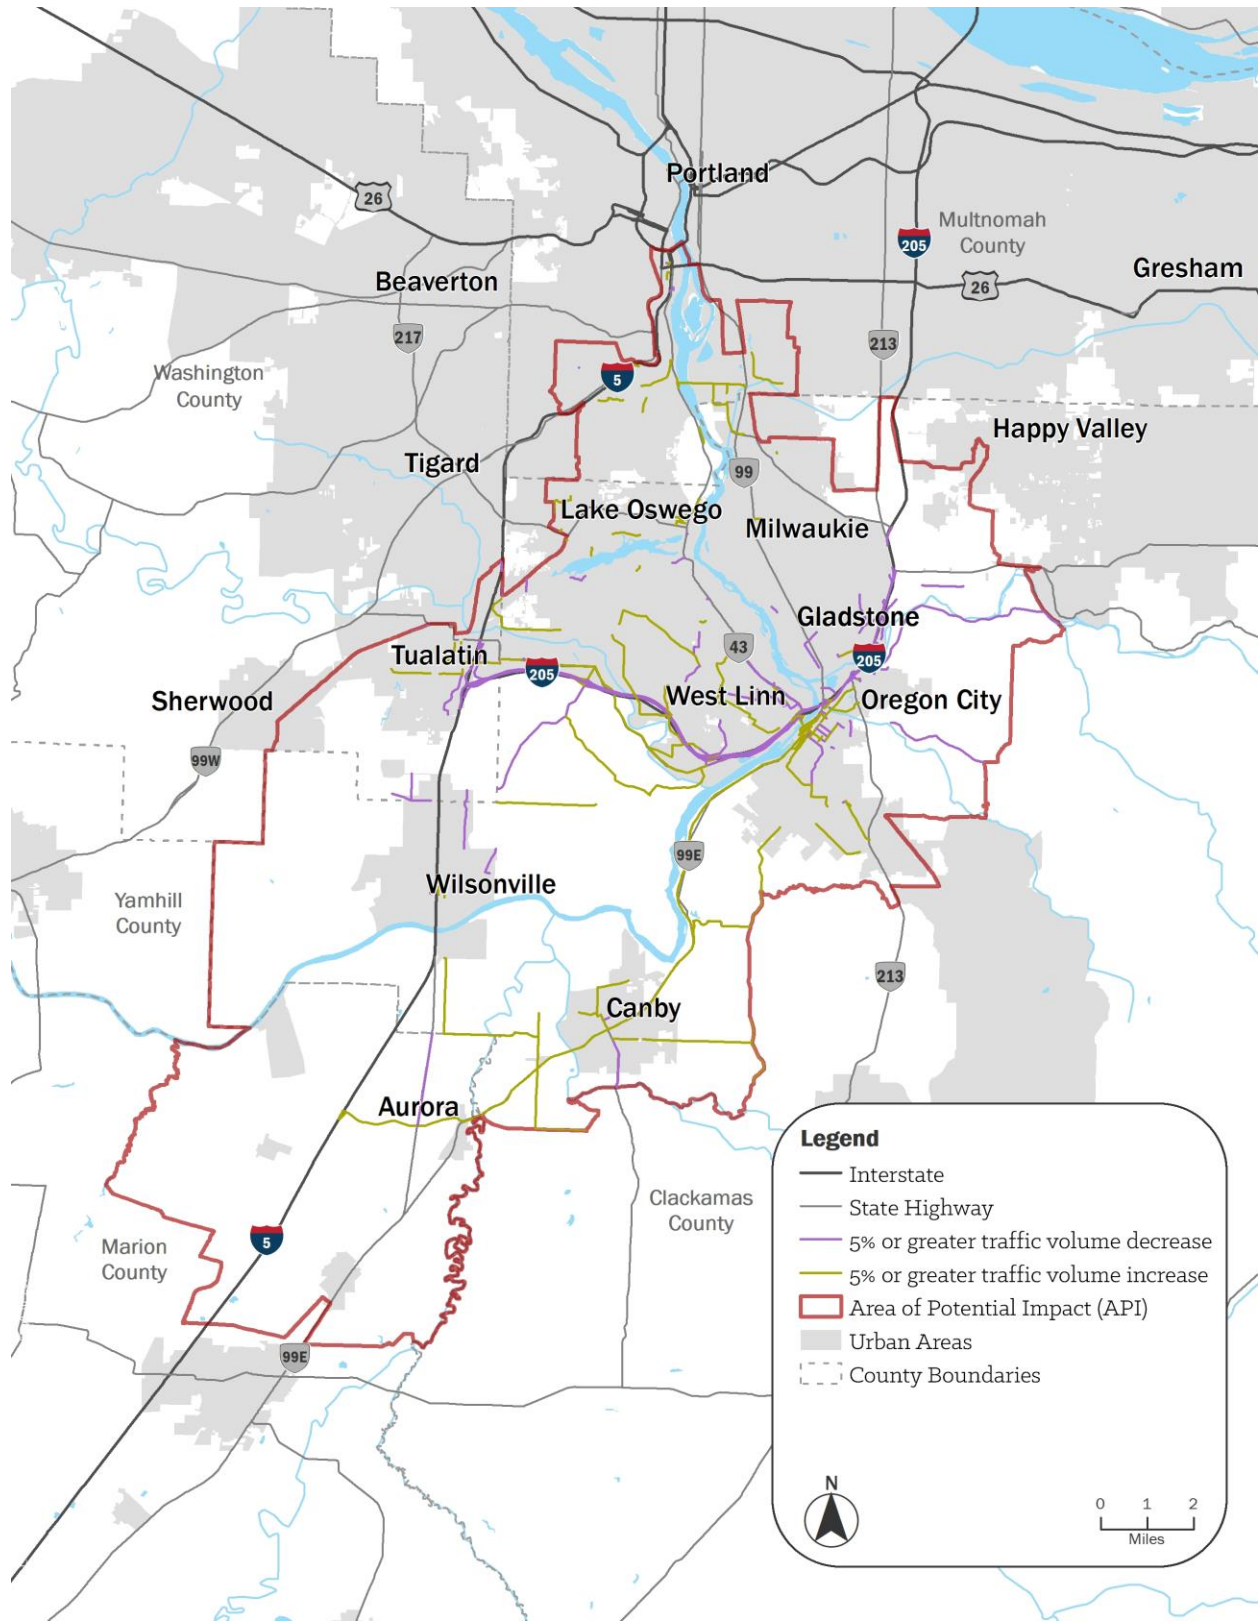 Portland
26
Multnomah
County
205
Beaverton
Gresham
26
217
213
Washington
County
5
Happy Valley
Tigard
99
Lake Oswego
Milwaukie
Gladstone
43
205
Tualatin
205
West Linn
Oregon City
Sherwood
99W
99E
Wilsonville
Yamhill
County
213
Canby
Aurora
Clackamas
County
Marion
County
5
99E
Legend
Interstate
State Highway
5% or greater traffic volume decrease
5% or greater traffic volume increase
Area of Potential Impact (API)
Urban Areas
County Boundaries
N
0 1 2
Miles